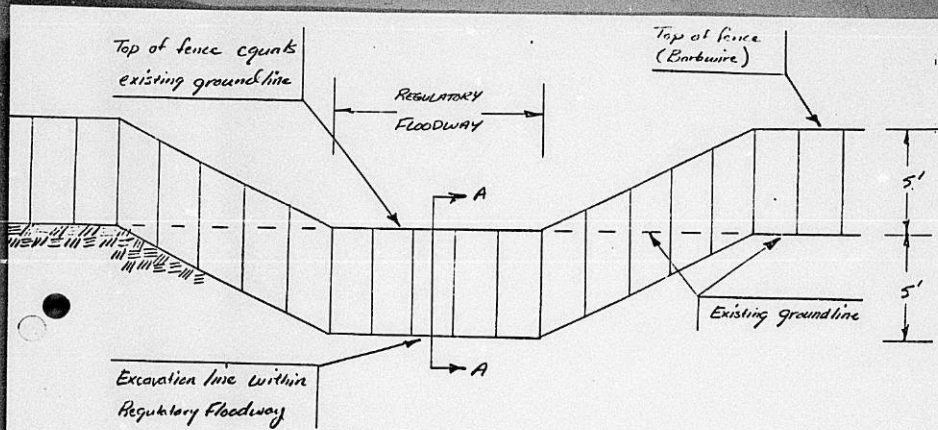 Top of fence equals
existing groundline
REGULATORY
FLOODWAY
Top of fence
(Barbwire)
A
5'
5'
Existing groundline
A
Excavation line within
Regulatory Floodway